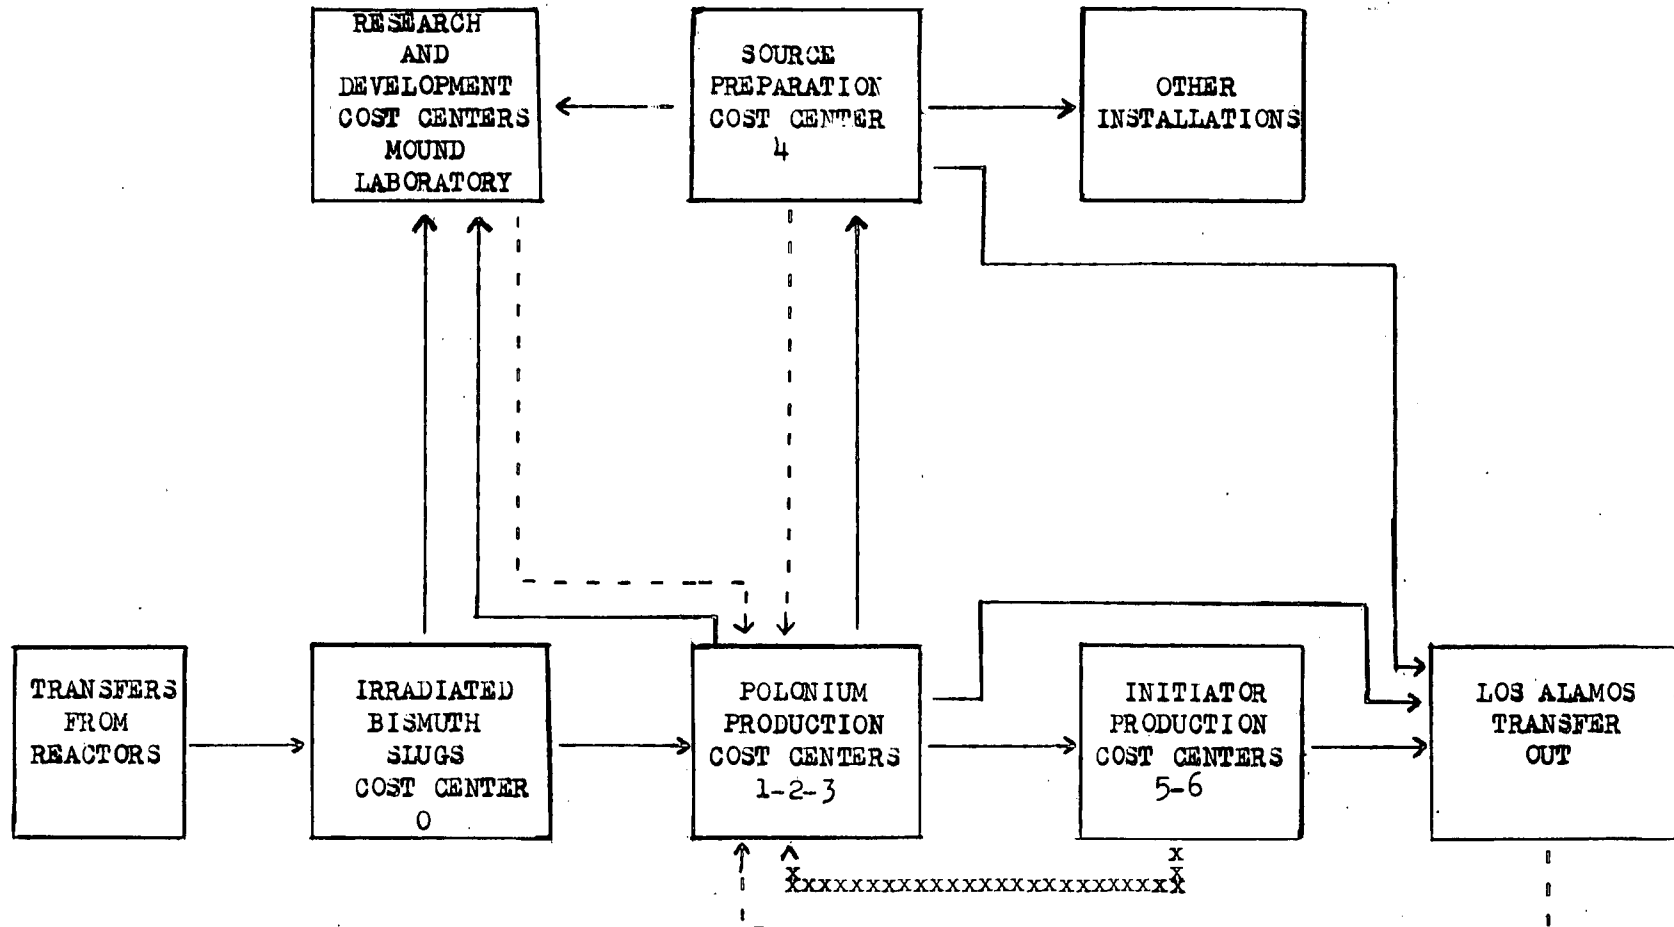 RESEARCH
AND
DEVELOPMENT
COST CENTERS
MOUND
LABORATORY
SOURCE
PREPARATION
COST CENTER
4
OTHER
INSTALLATIONS
TRANSFERS
FROM
REACTORS
IRRADIATED
BISMUTH
SLUGS
COST CENTER
0
POLONIUM
PRODUCTION
COST CENTERS
1-2-3
INITIATOR
PRODUCTION
COST CENTERS
5-6
LOS ALAMOS
TRANSFER
OUT